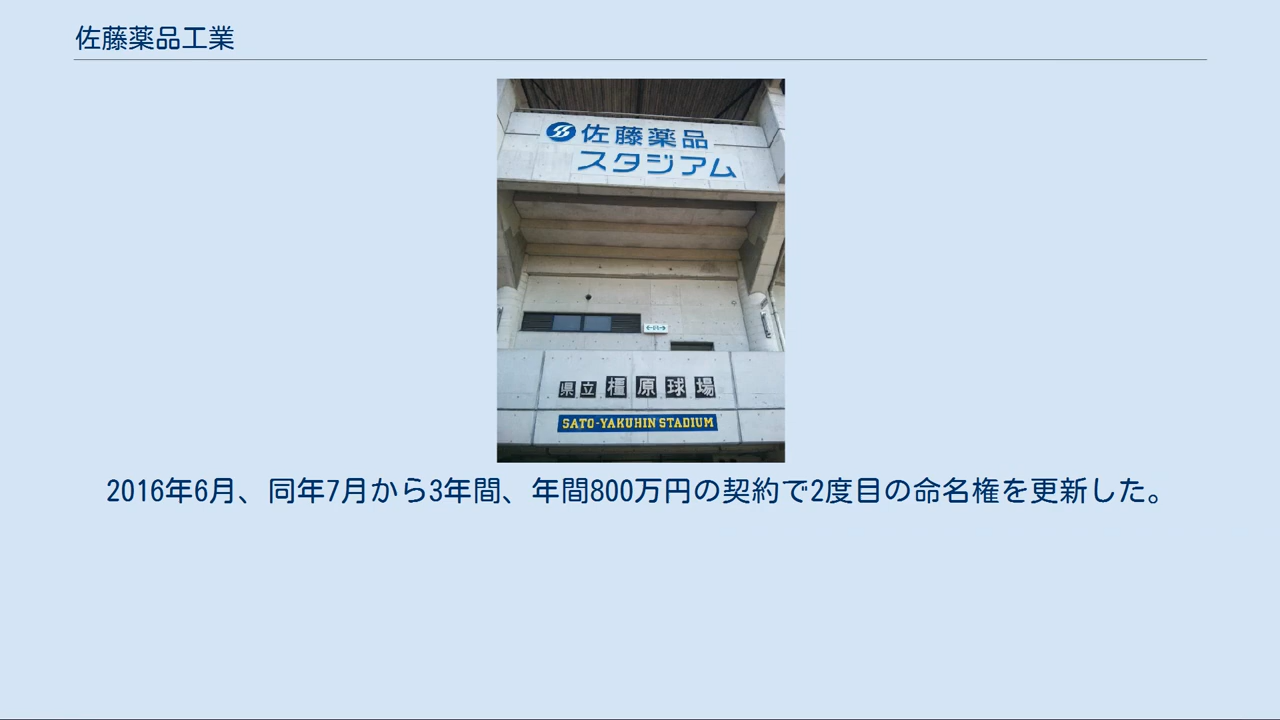 佐藤薬品工業
佐藤薬品
スタジアム
県立橿原球場
SATO-YAKUHIN STADIUM
2016年6月、同年7月から3年間、年間800万円の契約で2度目の命名権を更新した。